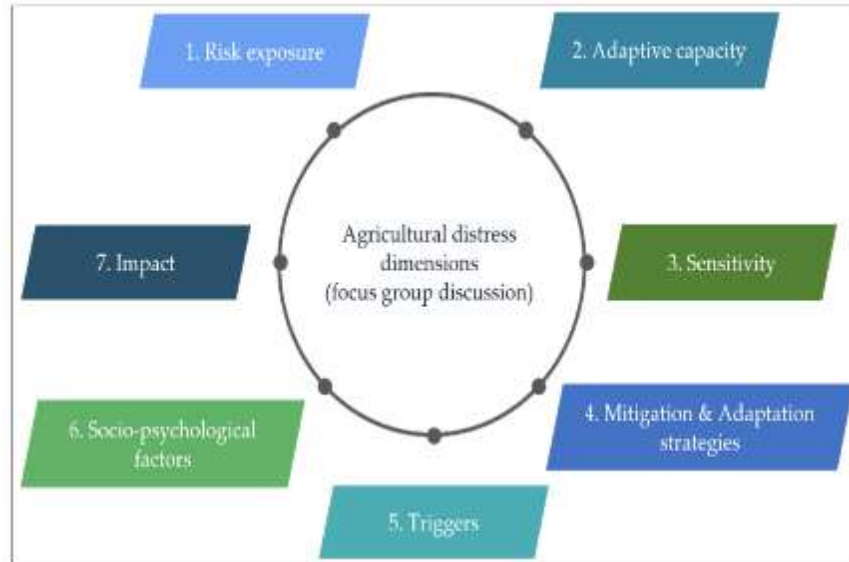 1. Risk exposure
2. Adaptive capacity
Agricultural distress
dimensions
(focus group discussion)
3. Sensitivity
4. Mitigation & Adaptation
strategies
5. Triggers
6. Socio-psychological
factors
7. Impact